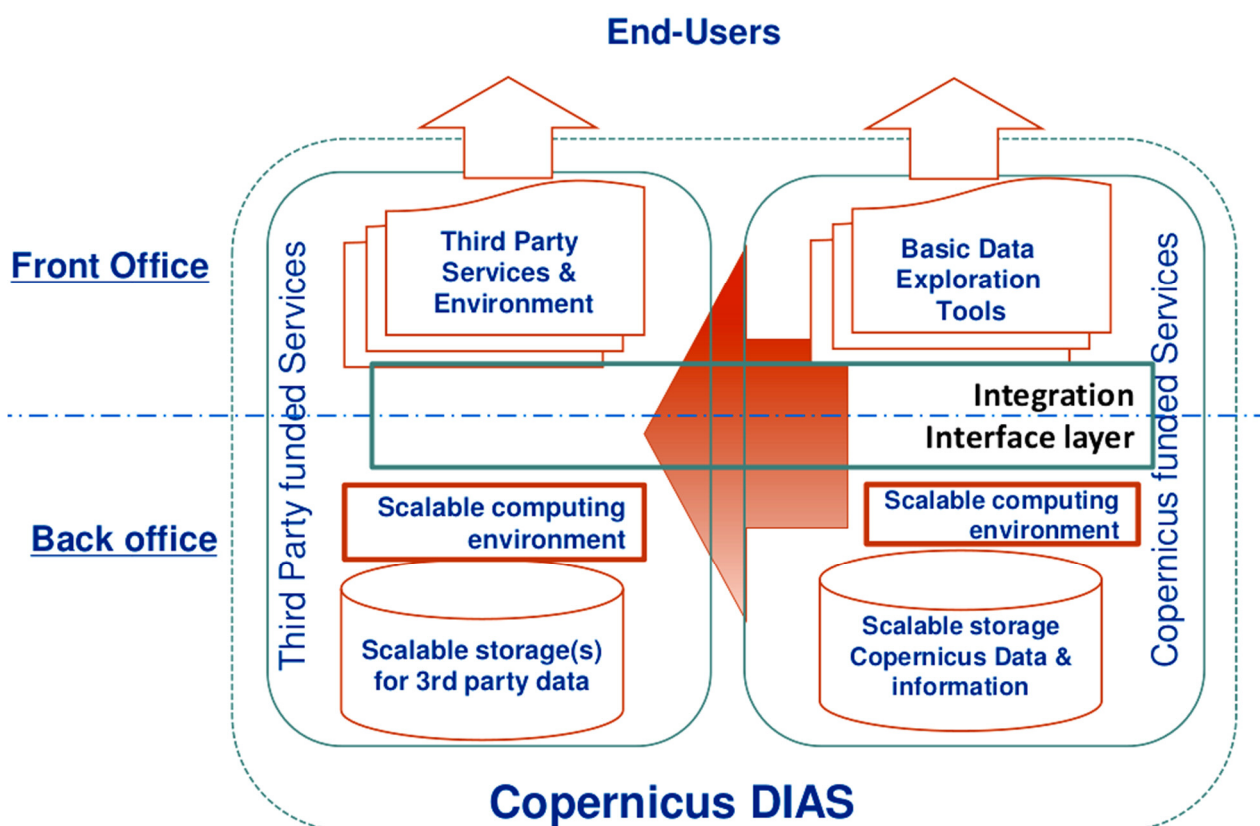 End-Users
Front Office
Third Party funded Services
Third Party
Services &
Environment
Basic Data
Exploration
Tools
Copernicus funded Services
Integration
Interface layer
Back office
Scalable computing
environment
Scalable computing
environment
Scalable storage(s)
for 3rd party data
Scalable storage
Copernicus Data &
information
Copernicus DIAS